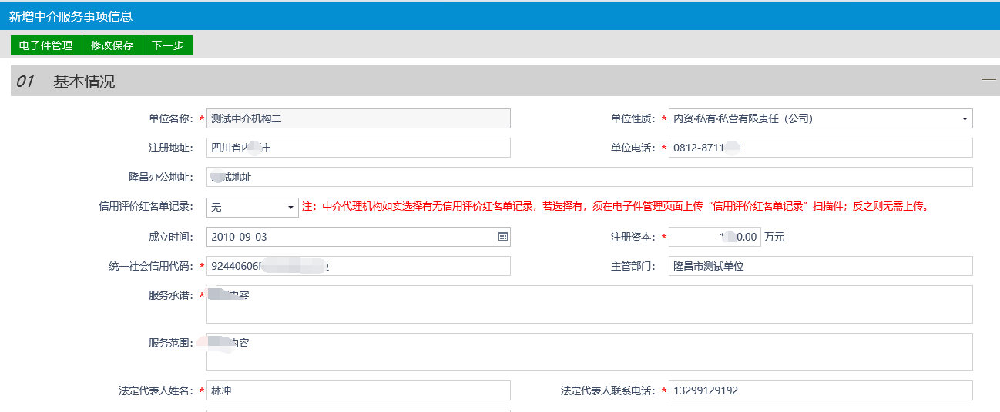 新增中介服务事项信息
电子件管理 修改保存 下一步
01 基本情况
单位名称：* 测试中介机构二 单位性质：* 内资·私有·私营有限责任（公司）
注册地址： 四川省内 市 单位电话：* 0812-8711
隆昌办公地址： 试地址
信用评价红名单记录： 无 注：中介代理机构如实选择有无信用评价红名单记录，若选择有，须在电子件管理页面上传“信用评价红名单记录”扫描件；反之则无需上传。
成立时间： 2010-09-03 注册资本：* 0.00 万元
统一社会信用代码：* 92440606 主管部门： 隆昌市测试单位
服务承诺：* 内容
服务范围： 内容
法定代表人姓名：* 林冲 法定代表人联系电话：* 13299129192